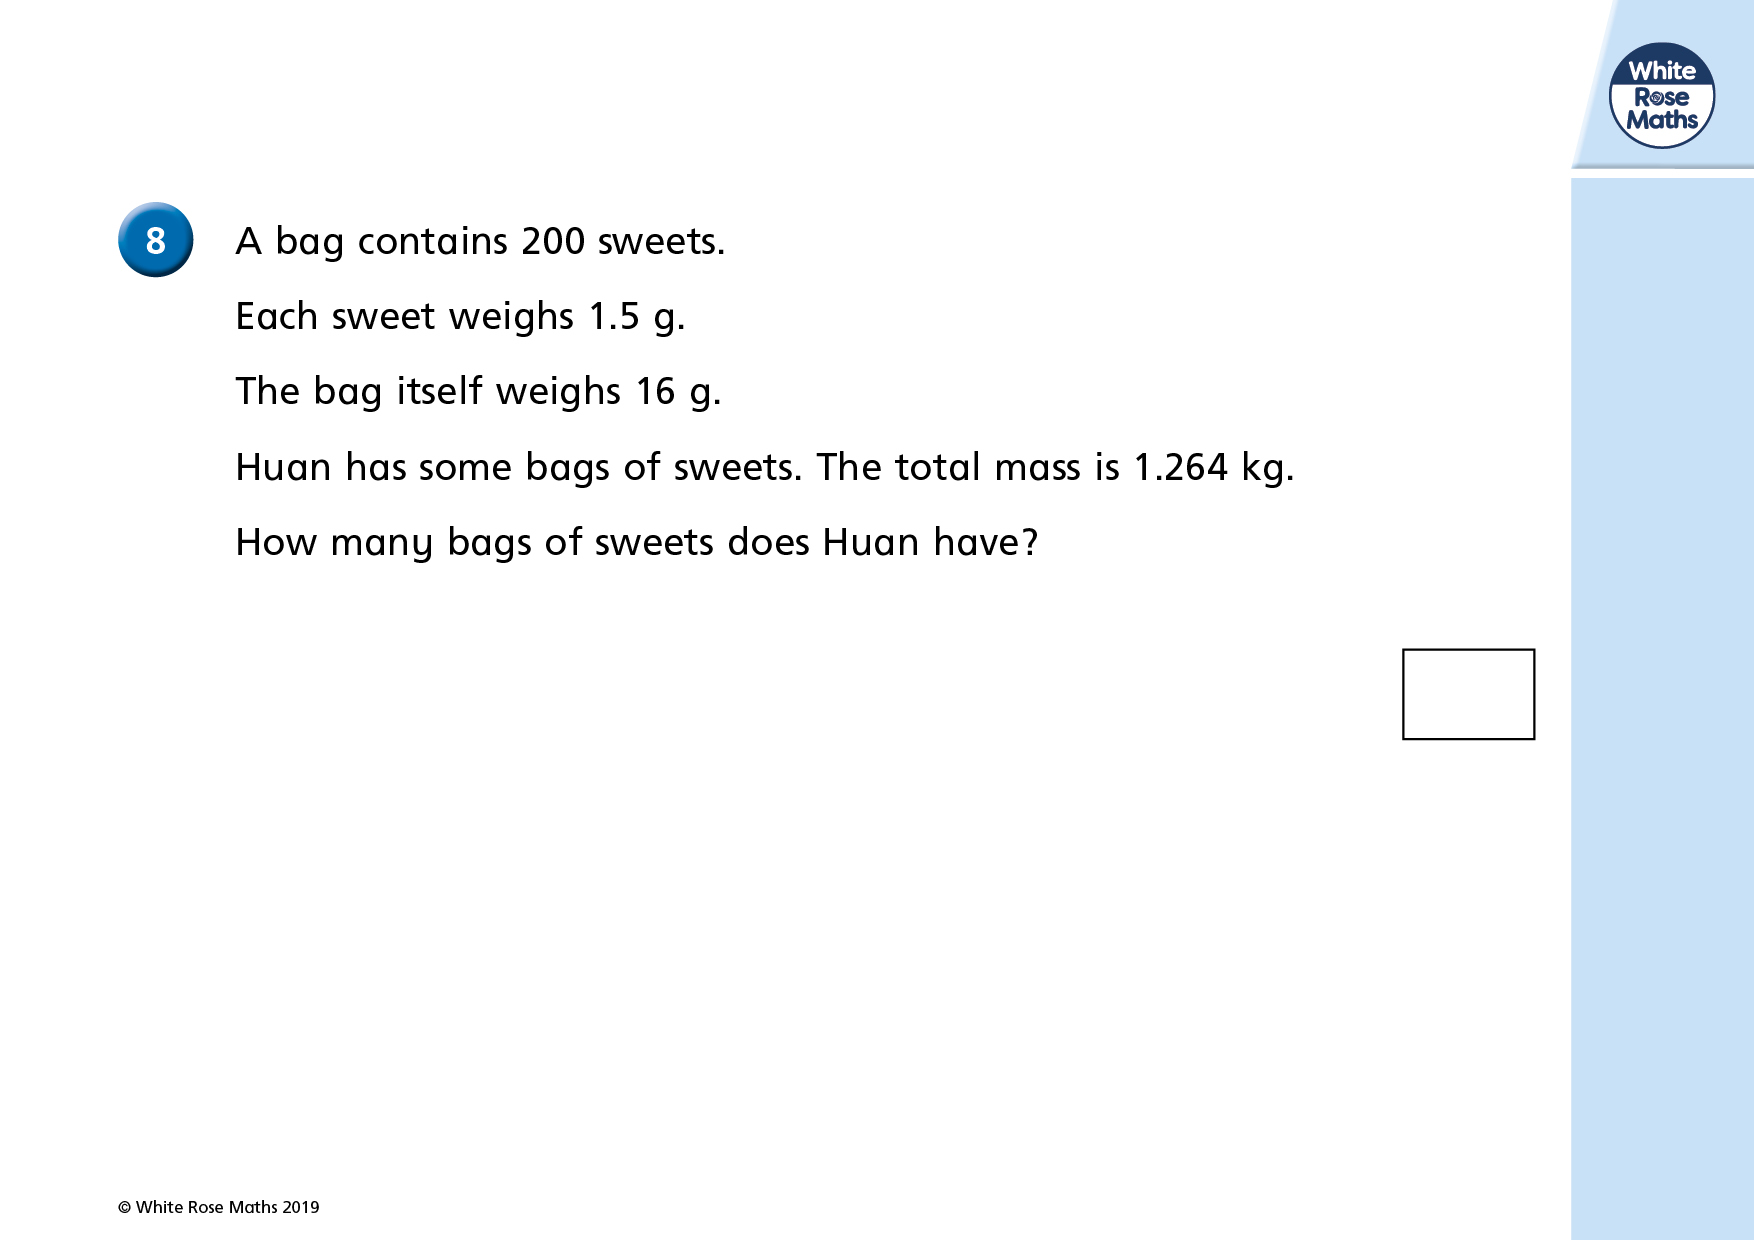 White
Rose
Maths
8 A bag contains 200 sweets.
Each sweet weighs 1.5 g.
The bag itself weighs 16 g.
Huan has some bags of sweets. The total mass is 1.264 kg.
How many bags of sweets does Huan have?
© White Rose Maths 2019